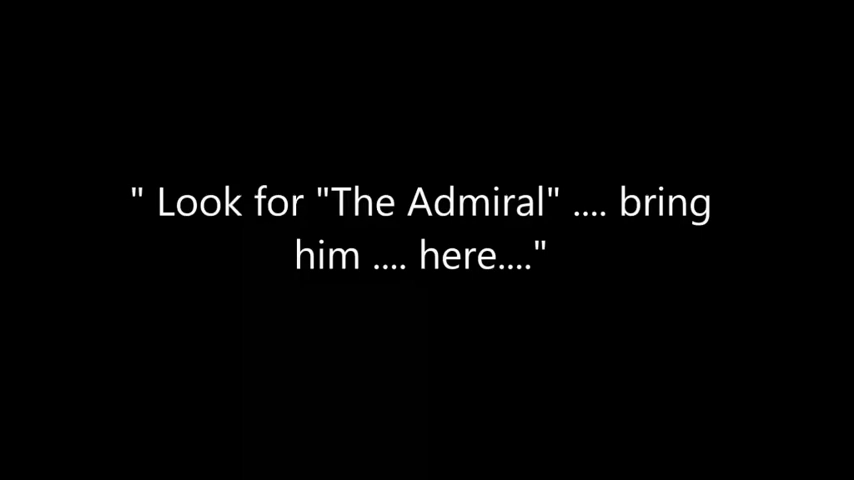 " Look for "The Admiral" .... bring
him .... here...."